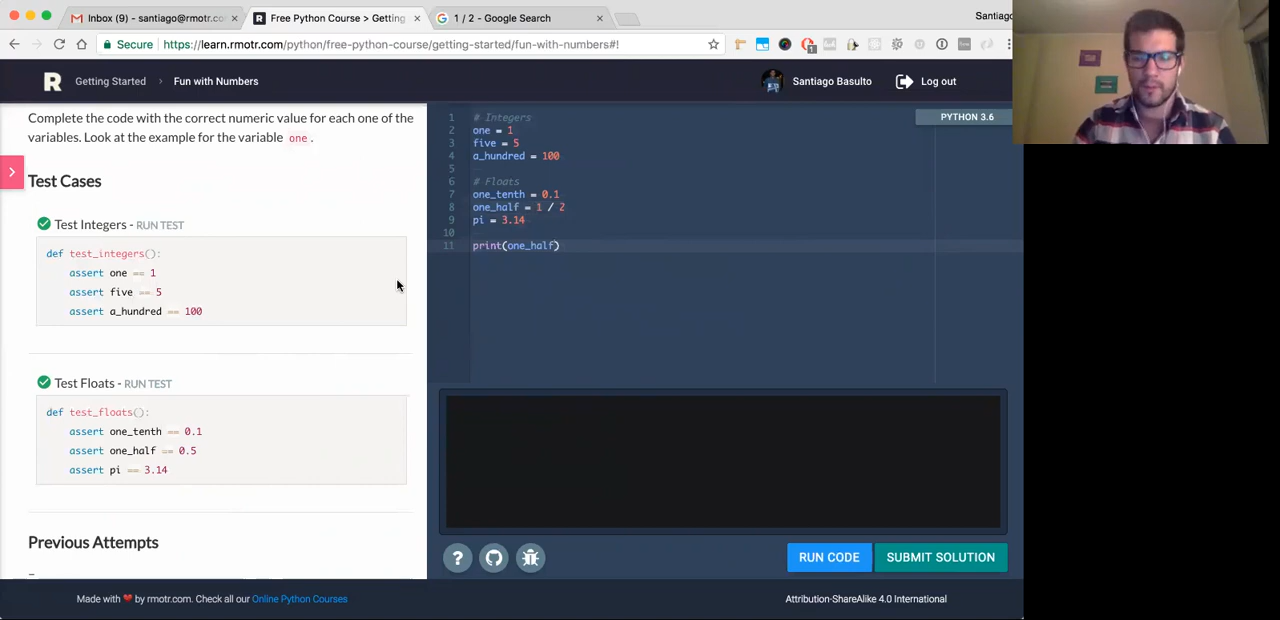 Inbox (9) - santiago@rmotr.co
Free Python Course > Getting
1 / 2 - Google Search
Santiago
Secure
https://learn.rmotr.com/python/free-python-course/getting-started/fun-with-numbers#!
R
Getting Started > Fun with Numbers
Santiago Basulto
Log out
Complete the code with the correct numeric value for each one of the
variables. Look at the example for the variable one .
Test Cases
Test Integers - RUN TEST
def test_integers():
assert one == 1
assert five == 5
assert a_hundred == 100
Test Floats - RUN TEST
def test_floats():
assert one_tenth == 0.1
assert one_half == 0.5
assert pi == 3.14
Previous Attempts
PYTHON 3.6
1 # Integers
2 one = 1
3 five = 5
4 a_hundred = 100
5
6 # Floats
7 one_tenth = 0.1
8 one_half = 1 / 2
9 pi = 3.14
10
11 print(one_half)
?
RUN CODE
SUBMIT SOLUTION
Made with ❤ by rmotr.com. Check all our Online Python Courses
Attribution-ShareAlike 4.0 International